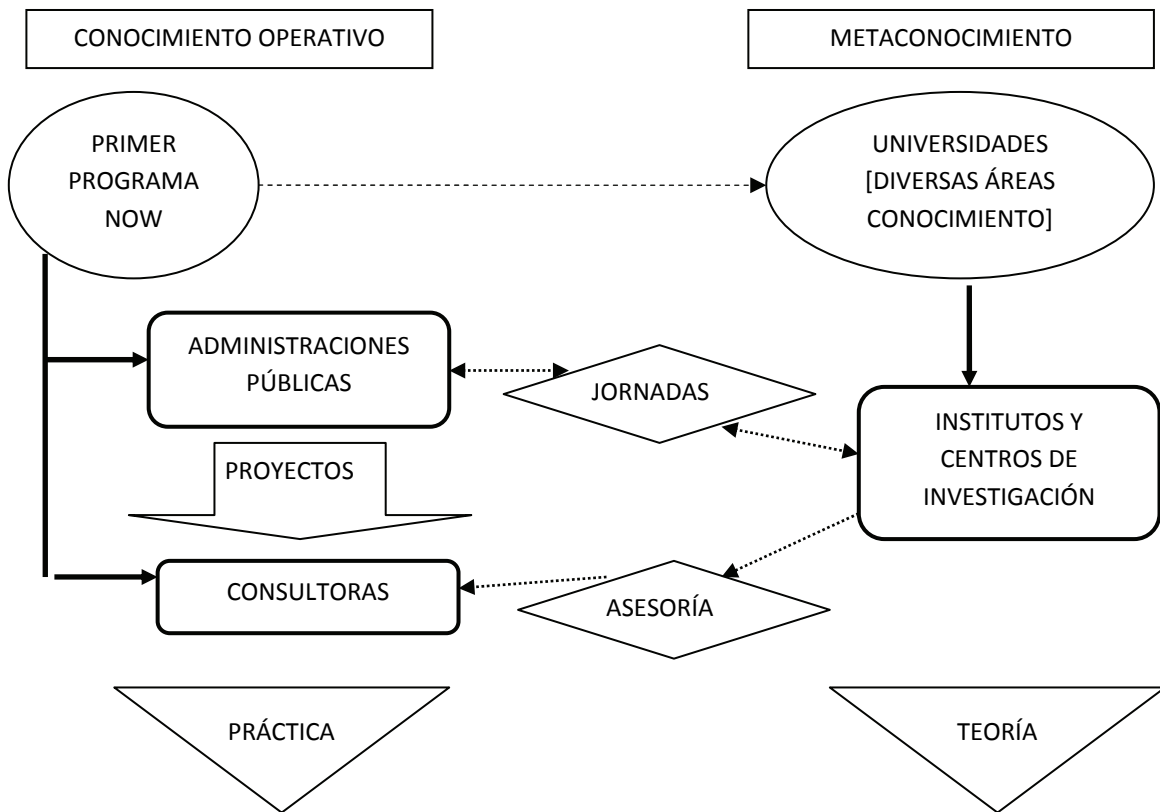 CONOCIMIENTO OPERATIVO
METACONOCIMIENTO
PRIMER
PROGRAMA
NOW
UNIVERSIDADES
[DIVERSAS ÁREAS
CONOCIMIENTO]
ADMINISTRACIONES
PÚBLICAS
JORNADAS
INSTITUTOS Y
CENTROS DE
INVESTIGACIÓN
PROYECTOS
CONSULTORAS
ASESORÍA
PRÁCTICA
TEORÍA